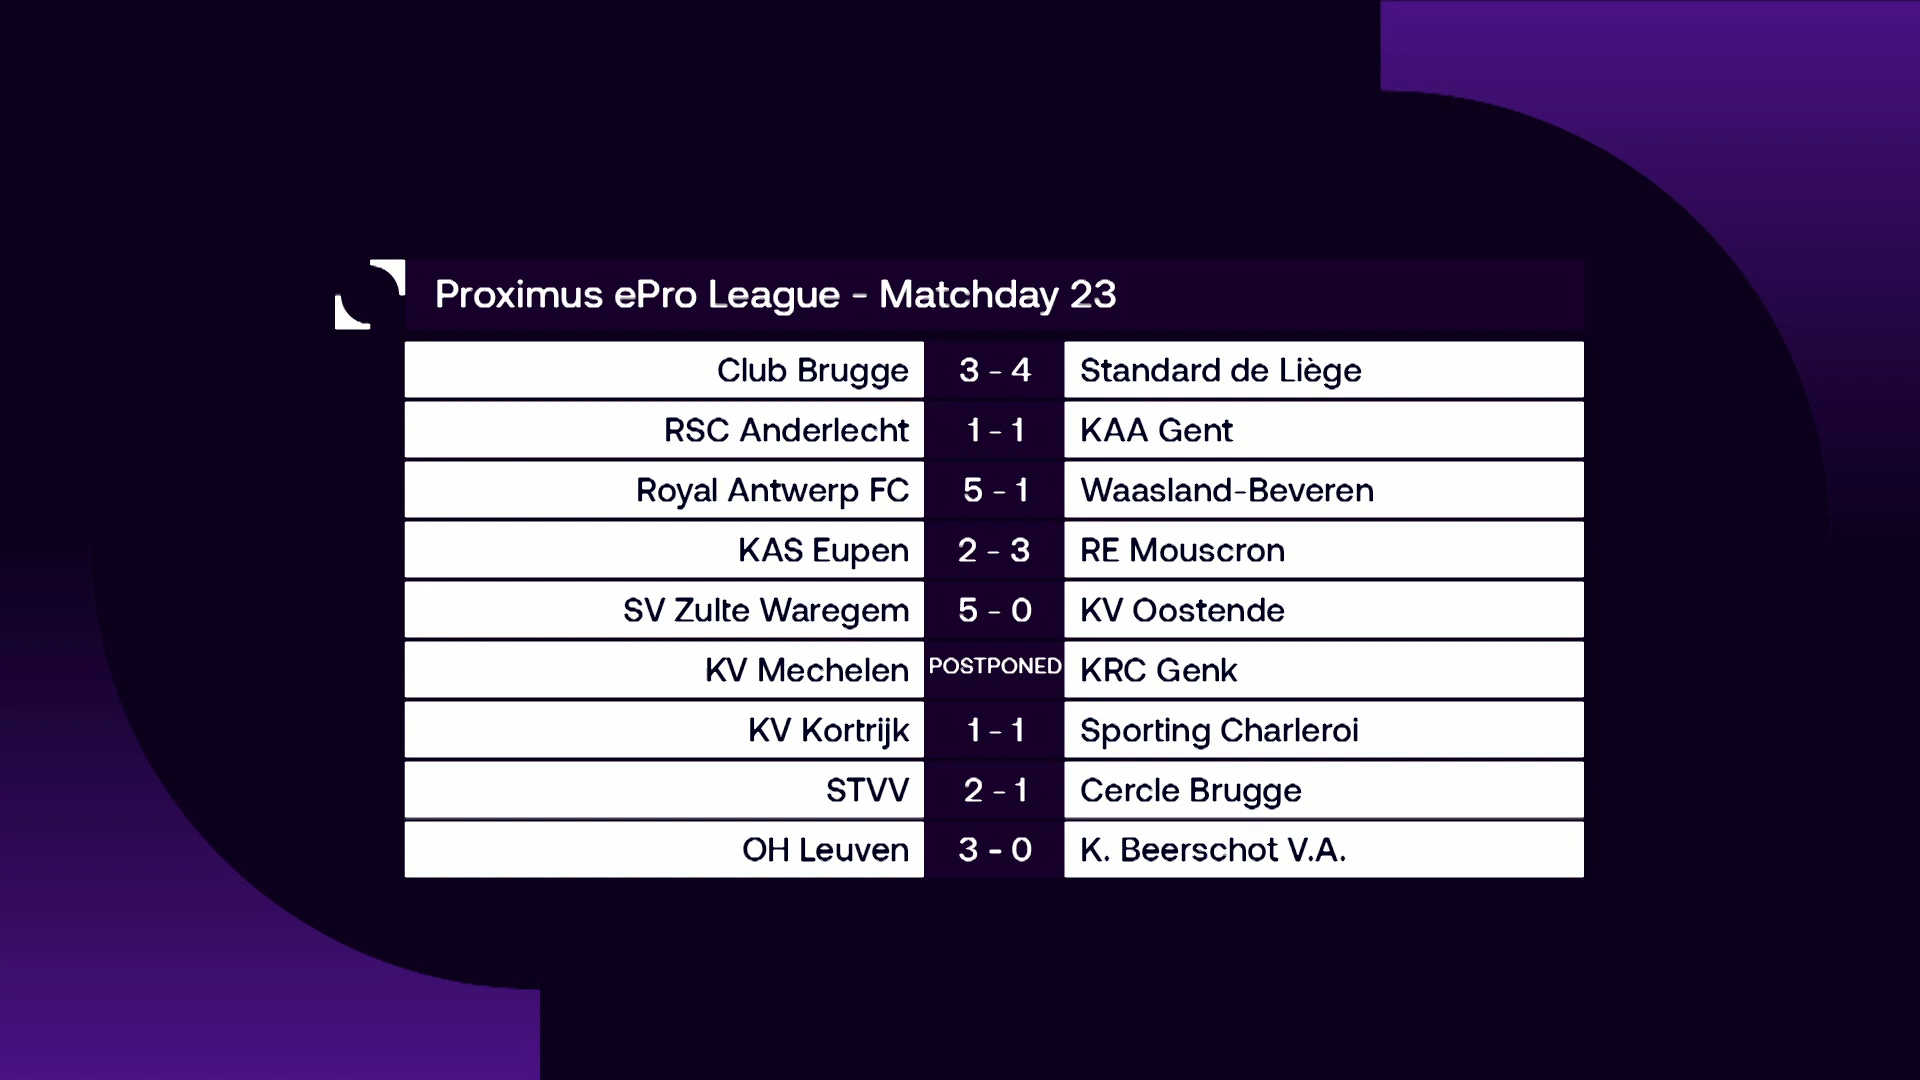 Proximus ePro League - Matchday 23
Club Brugge 3 - 4 Standard de Liège
RSC Anderlecht 1 - 1 KAA Gent
Royal Antwerp FC 5 - 1 Waasland-Beveren
KAS Eupen 2 - 3 RE Mouscron
SV Zulte Waregem 5 - 0 KV Oostende
KV Mechelen POSTPONED KRC Genk
KV Kortrijk 1 - 1 Sporting Charleroi
STVV 2 - 1 Cercle Brugge
OH Leuven 3 - 0 K. Beerschot V.A.